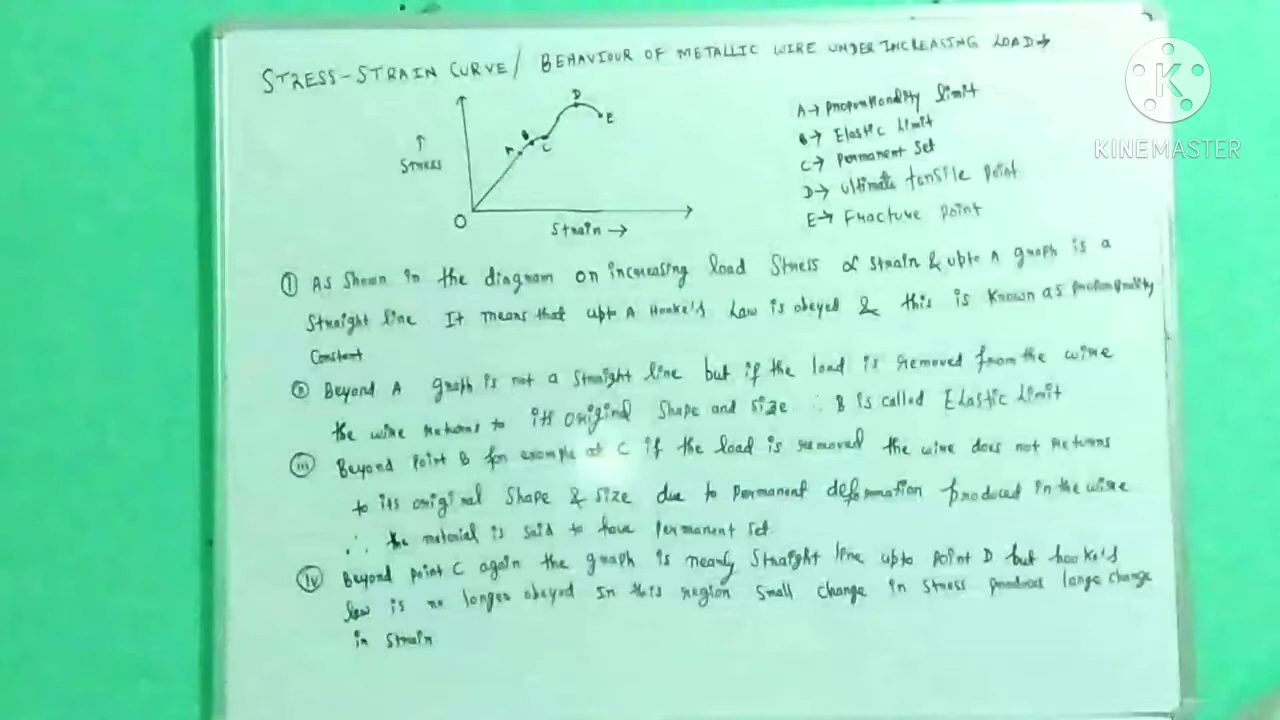 STRESS-STRAIN CURVE/ BEHAVIOUR OF METALLIC WIRE UNDER INCREASING LOAD→
↑
STRESS
A
B
C
D
E
O
Strain →
A→ Proportionality limit
B→ Elastic Limit
C→ Permanent Set
D→ Ultimate tensile point
E→ Fracture point
K
KINEMASTER
(i) As Shown in the diagram on increasing load Stress ∝ Strain & upto A graph is a
Straight line It means that upto A Hooke's Law is obeyed & this is known as proportionality
Constant
(ii) Beyond A graph is not a Straight line but if the load is removed from the wire
the wire returns to its original Shape and Size ∴ B is called Elastic Limit
(iii) Beyond Point B for example at C if the load is removed the wire does not returns
to its original Shape & Size due to Permanent deformation produced in the wire
∴ the material is said to have Permanent Set
(iv) Beyond point C again the graph is nearly Straight line upto point D but hooke's
law is no longer obeyed In this region Small change in Stress produces large change
in Strain